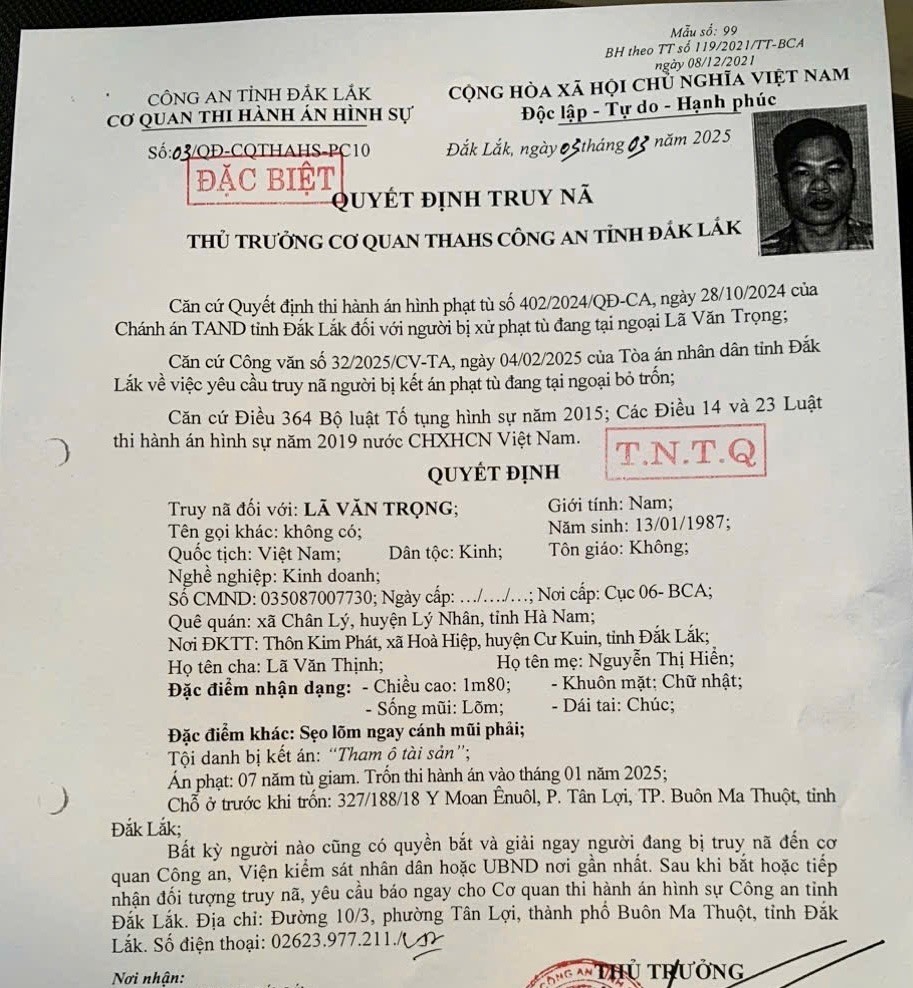 Mẫu số: 99
BH theo TT số 119/2021/TT-BCA
ngày 08/12/2021
CÔNG AN TỈNH ĐẮK LẮK
CƠ QUAN THI HÀNH ÁN HÌNH SỰ
CỘNG HÒA XÃ HỘI CHỦ NGHĨA VIỆT NAM
Độc lập - Tự do - Hạnh phúc
Số:03/QĐ-CQTHAHS-PC10
Đắk Lắk, ngày 03 tháng 03 năm 2025
ĐẶC BIỆT
QUYẾT ĐỊNH TRUY NÃ
THỦ TRƯỞNG CƠ QUAN THAHS CÔNG AN TỈNH ĐẮK LẮK
Căn cứ Quyết định thi hành án hình phạt tù số 402/2024/QĐ-CA, ngày 28/10/2024 của
Chánh án TAND tỉnh Đắk Lắk đối với người bị xử phạt tù đang tại ngoại Lã Văn Trọng;
Căn cứ Công văn số 32/2025/CV-TA, ngày 04/02/2025 của Tòa án nhân dân tỉnh Đắk
Lắk về việc yêu cầu truy nã người bị kết án phạt tù đang tại ngoại bỏ trốn;
Căn cứ Điều 364 Bộ luật Tố tụng hình sự năm 2015; Các Điều 14 và 23 Luật
thi hành án hình sự năm 2019 nước CHXHCN Việt Nam.
T.N.T.Q
QUYẾT ĐỊNH
Truy nã đối với: LÃ VĂN TRỌNG; Giới tính: Nam;
Tên gọi khác: không có; Năm sinh: 13/01/1987;
Quốc tịch: Việt Nam; Dân tộc: Kinh; Tôn giáo: Không;
Nghề nghiệp: Kinh doanh;
Số CMND: 035087007730; Ngày cấp: …/…./…; Nơi cấp: Cục 06- BCA;
Quê quán: xã Chân Lý, huyện Lý Nhân, tỉnh Hà Nam;
Nơi ĐKTT: Thôn Kim Phát, xã Hoà Hiệp, huyện Cư Kuin, tỉnh Đắk Lắk;
Họ tên cha: Lã Văn Thịnh; Họ tên mẹ: Nguyễn Thị Hiền;
Đặc điểm nhận dạng: - Chiều cao: 1m80; - Khuôn mặt: Chữ nhật;
- Sống mũi: Lõm; - Dái tai: Chúc;
Đặc điểm khác: Sẹo lõm ngay cánh mũi phải;
Tội danh bị kết án: “Tham ô tài sản”;
Án phạt: 07 năm tù giam. Trốn thi hành án vào tháng 01 năm 2025;
Chỗ ở trước khi trốn: 327/188/18 Y Moan Ênuôl, P. Tân Lợi, TP. Buôn Ma Thuột, tỉnh
Đắk Lắk;
Bất kỳ người nào cũng có quyền bắt và giải ngay người đang bị truy nã đến cơ
quan Công an, Viện kiểm sát nhân dân hoặc UBND nơi gần nhất. Sau khi bắt hoặc tiếp
nhận đối tượng truy nã, yêu cầu báo ngay cho Cơ quan thi hành án hình sự Công an tỉnh
Đắk Lắk. Địa chỉ: Đường 10/3, phường Tân Lợi, thành phố Buôn Ma Thuột, tỉnh Đắk
Lắk. Số điện thoại: 02623.977.211./
Nơi nhận:
THỦ TRƯỞNG
CÔNG AN